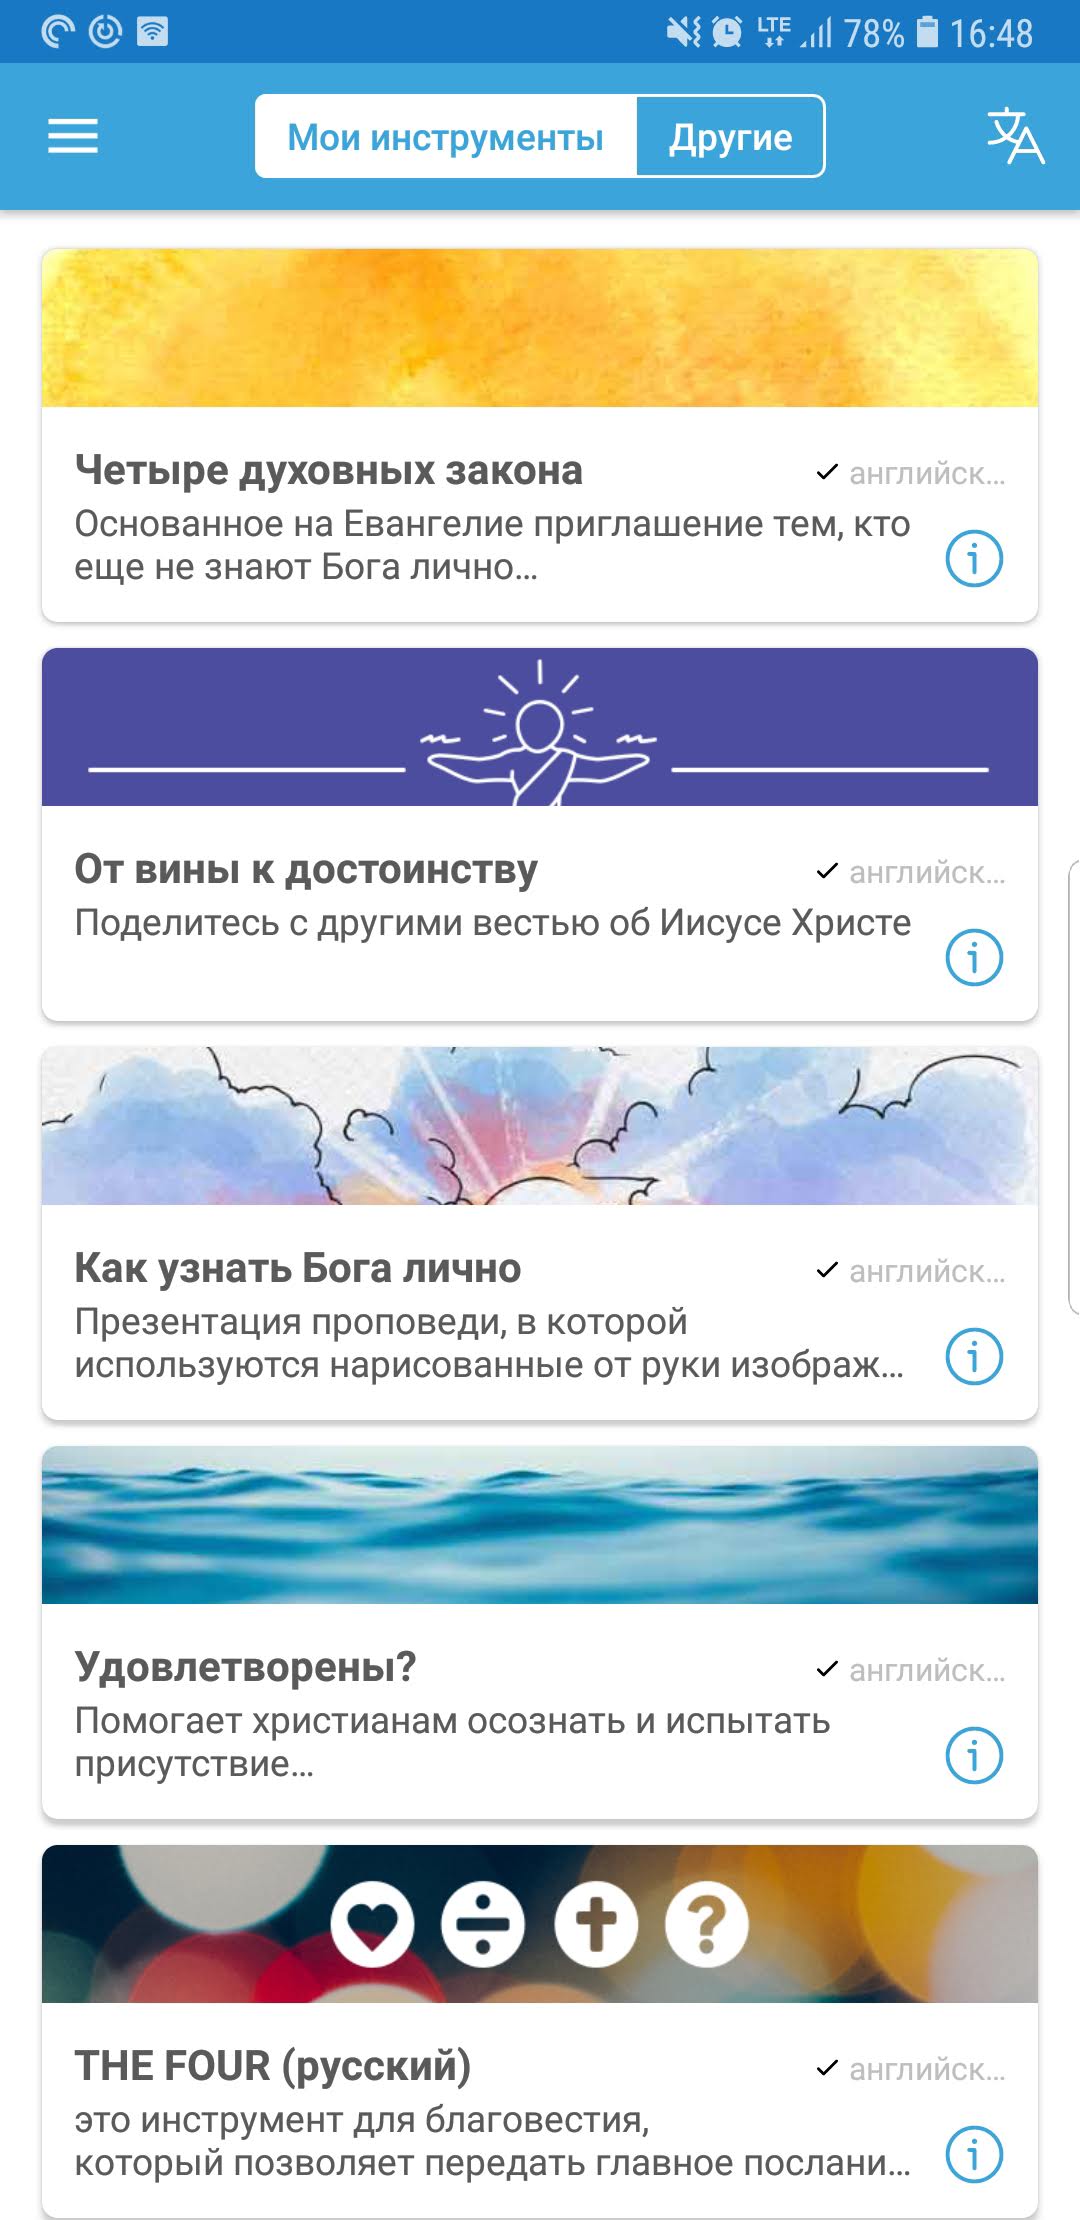 LTE 78% 16:48
Мои инструменты Другие
Четыре духовных закона
английск...
Основанное на Евангелие приглашение тем, кто
еще не знают Бога лично...
От вины к достоинству
английск...
Поделитесь с другими вестью об Иисусе Христе
Как узнать Бога лично
английск...
Презентация проповеди, в которой
используются нарисованные от руки изображ...
Удовлетворены?
английск...
Помогает христианам осознать и испытать
присутствие...
THE FOUR (русский)
английск...
это инструмент для благовестия,
который позволяет передать главное послани...